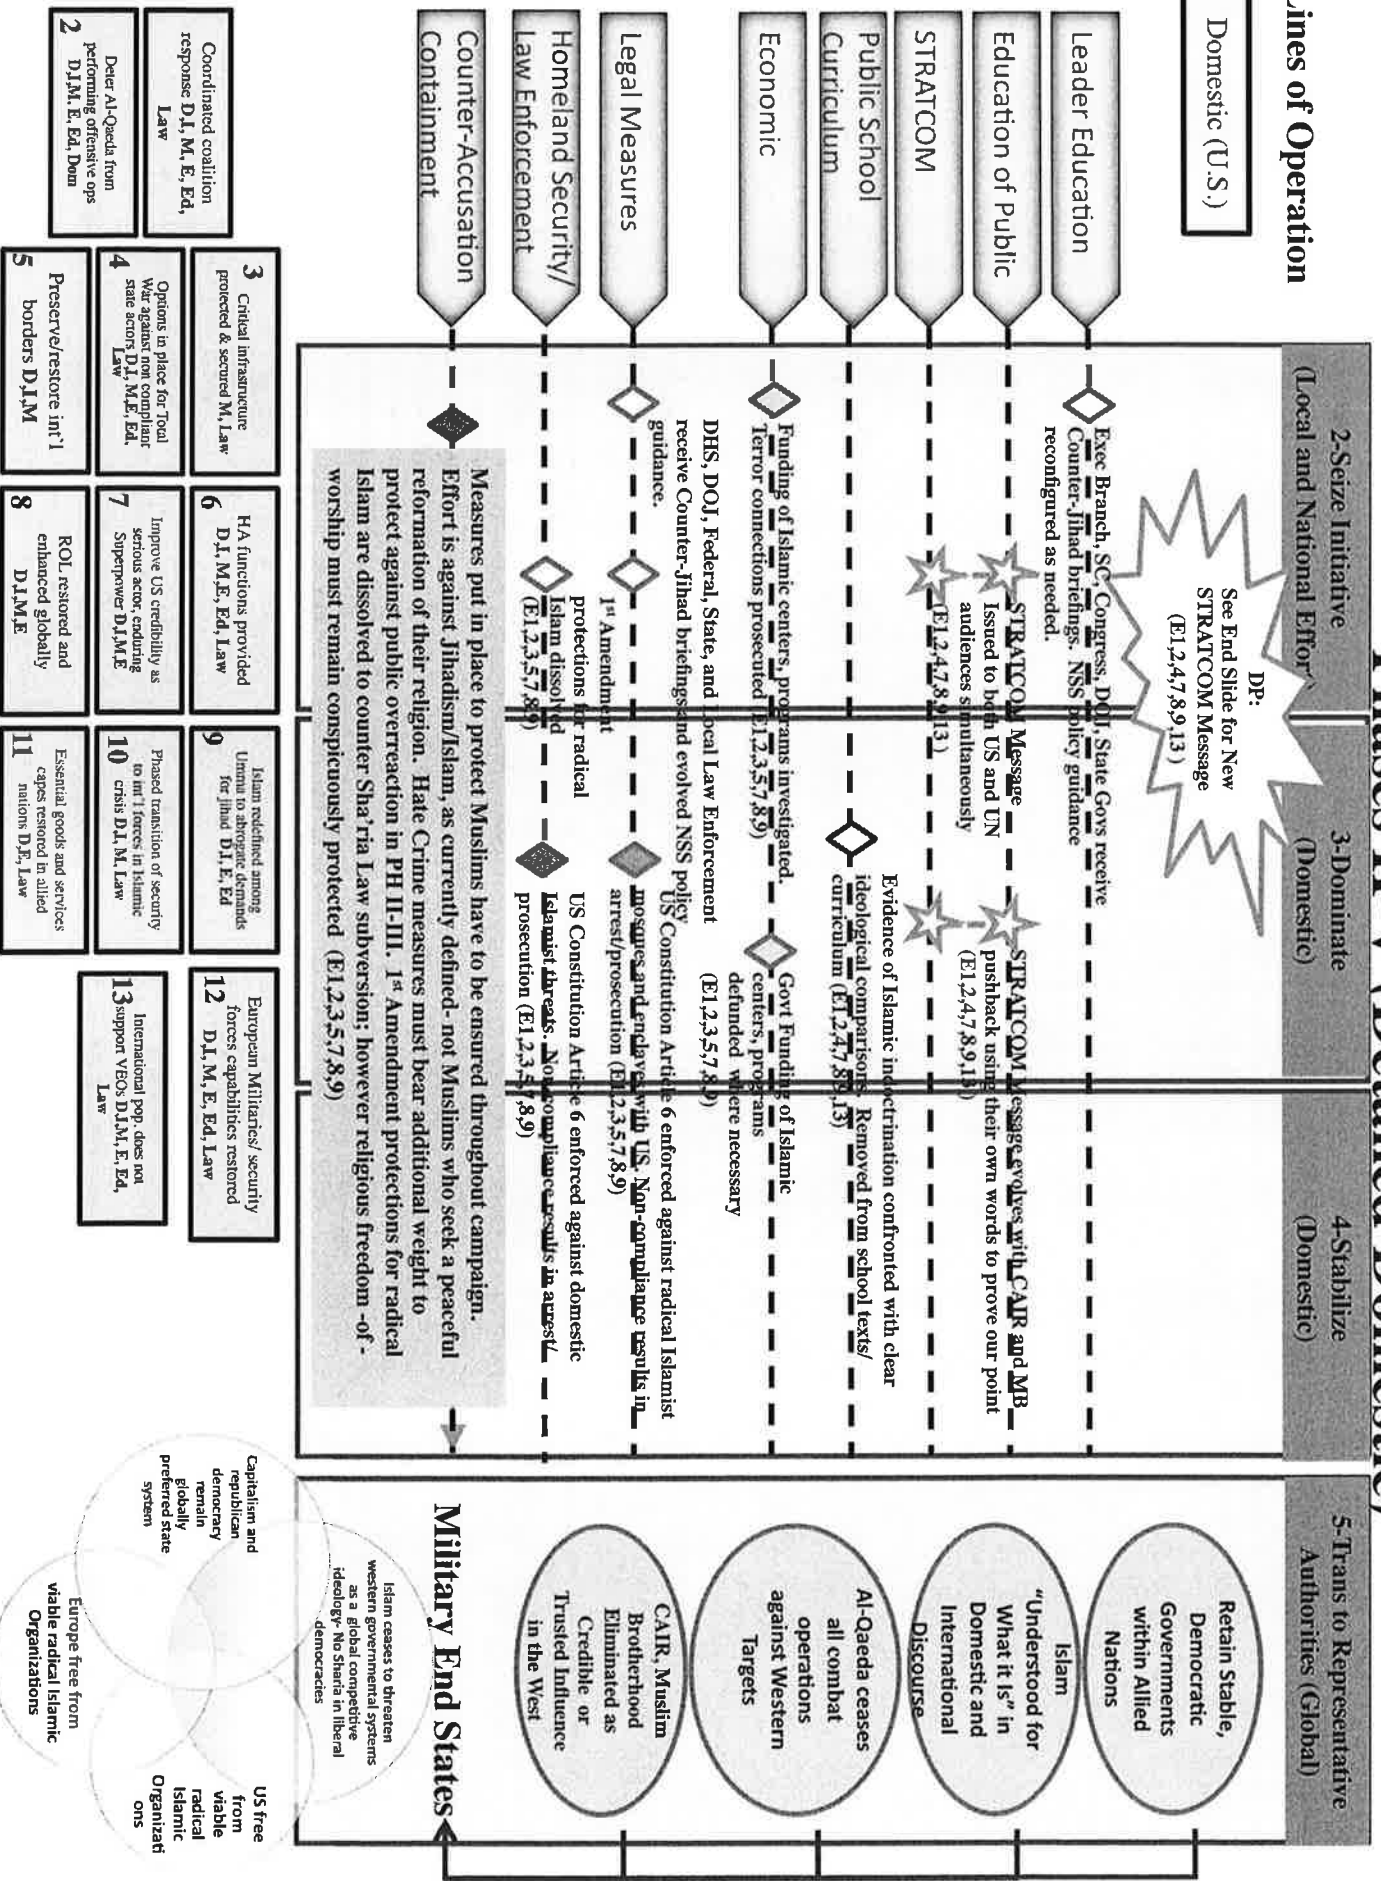 Lines of Operation
Domestic (U.S.)
2-Seize Initiative
(Local and National Effort)
3-Dominate
(Domestic)
4-Stabilize
(Domestic)
5-Trans to Representative
Authorities (Global)
DP:
See End Slide for New
STRATCOM Message
(E1,2,4,7,8,9,13)
Leader Education
Exec Branch, SC, Congress, DOJ, State Govs receive
Counter-Jihad briefings. NSS policy guidance
reconfigured as needed.
Education of Public
STRATCOM Message
Issued to both US and UN
audiences simultaneously
(E1,2,4,7,8,9,13)
STRATCOM Message evolves with CAIR and MB
pushback using their own words to prove our point
(E1,2,4,7,8,9,13)
STRATCOM
Public School
Curriculum
Evidence of Islamic indoctrination confronted with clear
ideological comparisons. Removed from school texts/
curriculum (E1,2,4,7,8,9,13)
Economic
Funding of Islamic centers, programs investigated.
Terror connections prosecuted (E1,2,3,5,7,8,9)
Govt Funding of Islamic
centers, programs
defunded where necessary
(E1,2,3,5,7,8,9)
Legal Measures
DHS, DOJ, Federal, State, and Local Law Enforcement
receive Counter-Jihad briefings and evolved NSS policy
guidance.
US Constitution Article 6 enforced against radical Islamist
mosques and enclaves with US. Non-compliance results in
arrest/prosecution (E1,2,3,5,7,8,9)
Homeland Security/
Law Enforcement
1st Amendment
protections for radical
Islam dissolved
(E1,2,3,5,7,8,9)
US Constitution Article 6 enforced against domestic
Islamist threats. Non compliance results in arrest/
prosecution (E1,2,3,5,7,8,9)
Counter-Accusation
Containment
Measures put in place to protect Muslims have to be ensured throughout campaign.
Effort is against Jihadism/Islam, as currently defined- not Muslims who seek a peaceful
reformation of their religion. Hate Crime measures must bear additional weight to
protect against public overreaction in PH II-III. 1st Amendment protections for radical
Islam are dissolved to counter Sha'ria Law subversion; however religious freedom -of -
worship must remain conspicuously protected (E1,2,3,5,7,8,9)
Retain Stable,
Democratic
Governments
within Allied
Nations
Islam
"Understood for
What it Is" in
Domestic and
International
Discourse
Al-Qaeda ceases
all combat
operations
against Western
Targets
CAIR, Muslim
Brotherhood
Eliminated as
Credible or
Trusted Influence
in the West
Military End States
Coordinated coalition
response D,I, M, E, Ed,
Law
2
Deter Al-Qaeda from
performing offensive ops
D,I,M. E, Ed, Dom
3 Critical infrastructure
protected & secured M, Law
4 Options in place for Total
War against non compliant
state actors D,I, M,E, Ed,
Law
5 Preserve/restore int'l
borders D,I,M
6 HA functions provided
D,I, M,E, Ed, Law
7 Improve US credibility as
serious actor, enduring
Superpower D,I,M,E
8 ROL restored and
enhanced globally
D,I,M,E
9 Islam redefined among
Umma to abrogate demands
for jihad D,I, E, Ed
10 Phased transition of security
to int'l forces in Islamic
crisis D,I, M, Law
11 Essential goods and services
capes restored in allied
nations D,E, Law
12 European Militaries/ security
forces capabilities restored
D,I, M, E, Ed, Law
13 International pop. does not
support VEOs D,I,M, E, Ed,
Law
Islam ceases to threaten
western governmental systems
as a global competitive
ideology- No Sharia in liberal
democracies
Capitalism and
republican
democracy
remain
globally
preferred state
system
US free
from
viable
radical
Islamic
Organizati
ons
Europe free from
viable radical Islamic
Organizations